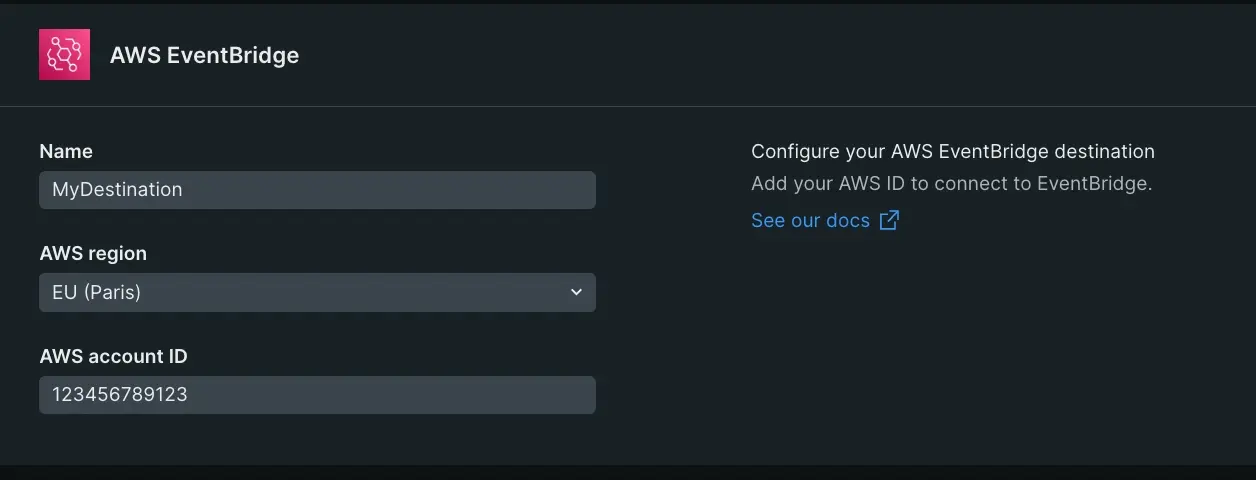 AWS EventBridge
Name
MyDestination
AWS region
EU (Paris)
AWS account ID
123456789123
Configure your AWS EventBridge destination
Add your AWS ID to connect to EventBridge.
See our docs